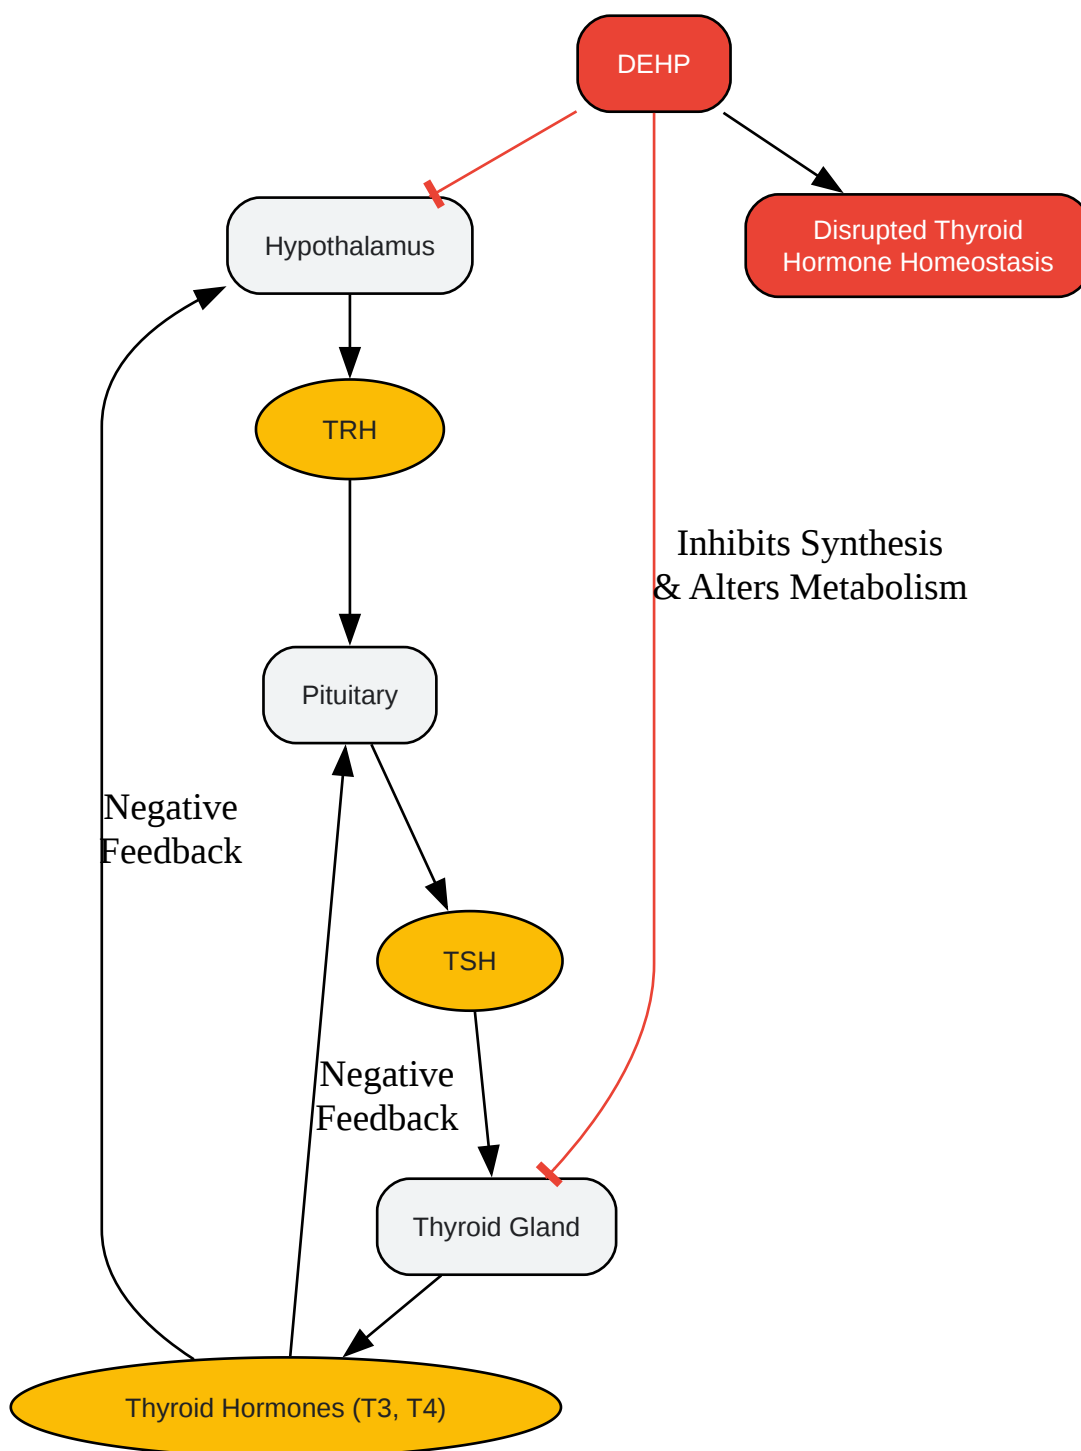 DEHP
Hypothalamus
Disrupted Thyroid
Hormone Homeostasis
TRH
Inhibits Synthesis
& Alters Metabolism
Pituitary
Negative
Feedback
TSH
Negative
Feedback
Thyroid Gland
Thyroid Hormones (T3, T4)